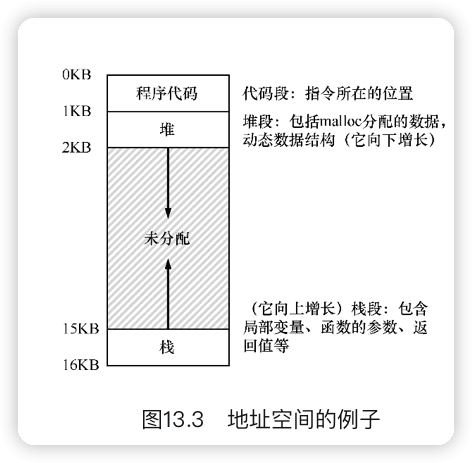 0KB
程序代码
代码段：指令所在的位置
1KB
堆
堆段：包括malloc分配的数据，
动态数据结构（它向下增长）
2KB
未分配
（它向上增长）栈段：包含
局部变量、函数的参数、返
回值等
15KB
栈
16KB
图13.3 地址空间的例子